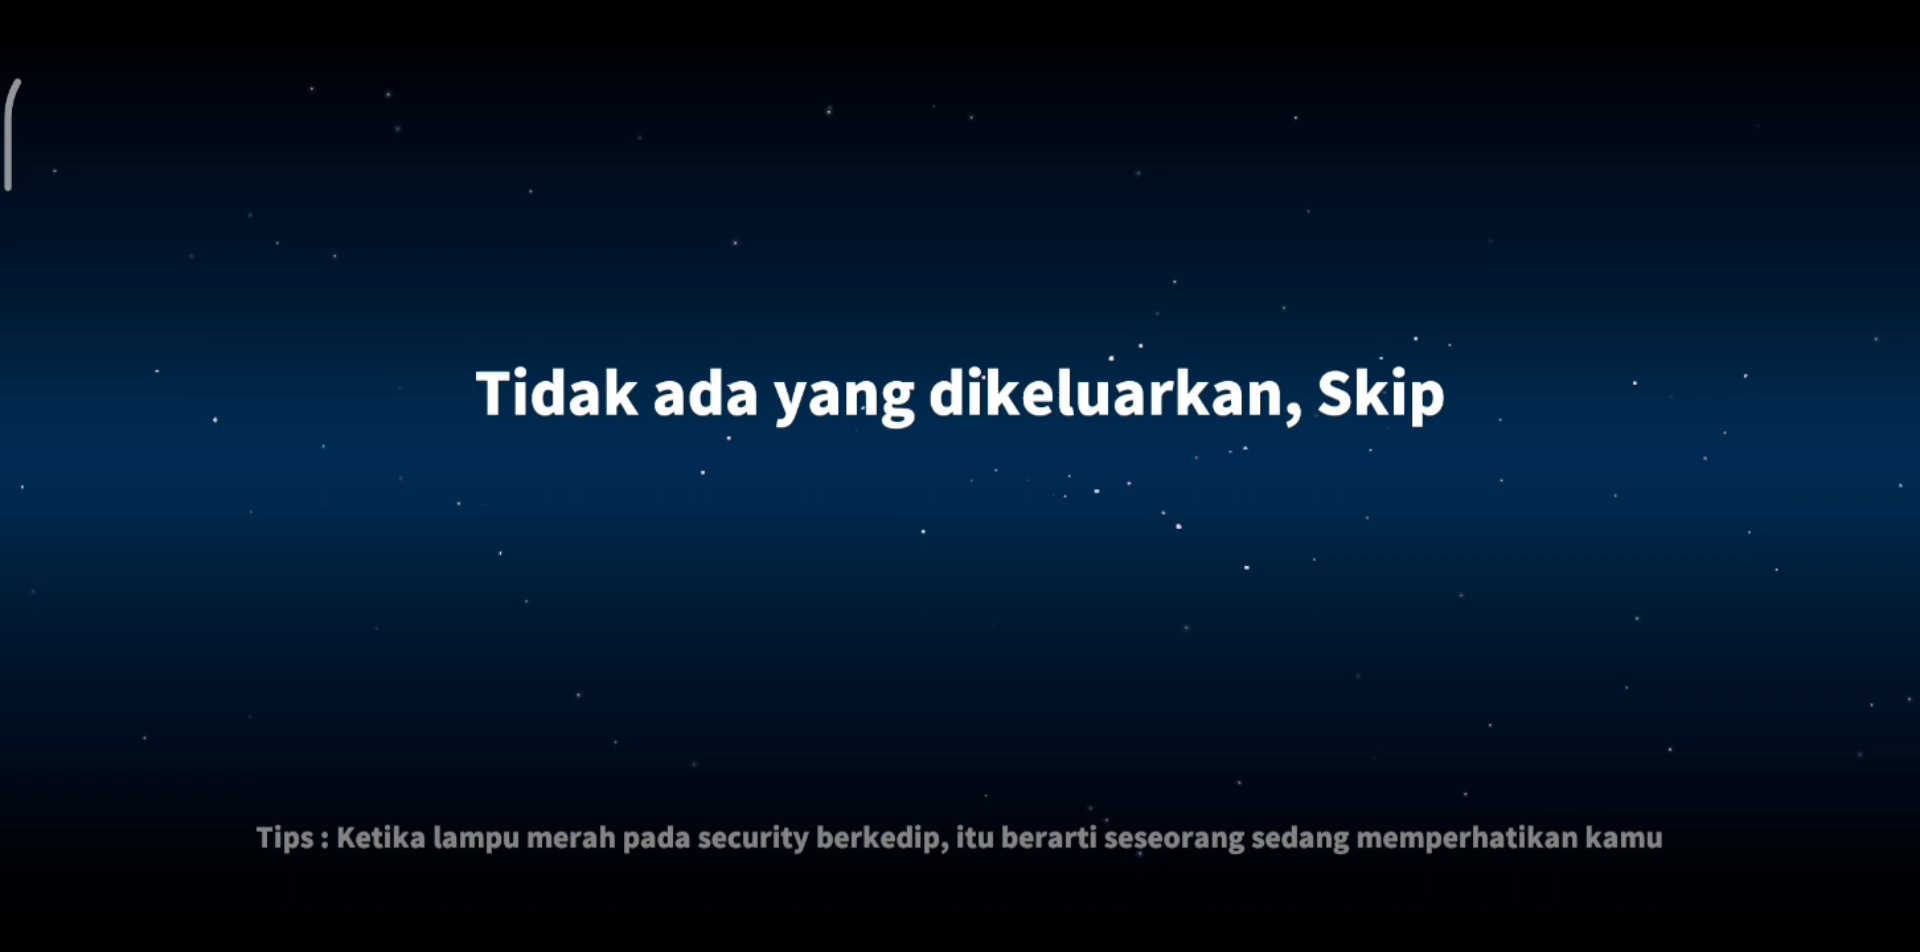 Tidak ada yang dikeluarkan, Skip
Tips : Ketika lampu merah pada security berkedip, itu berarti seseorang sedang memperhatikan kamu